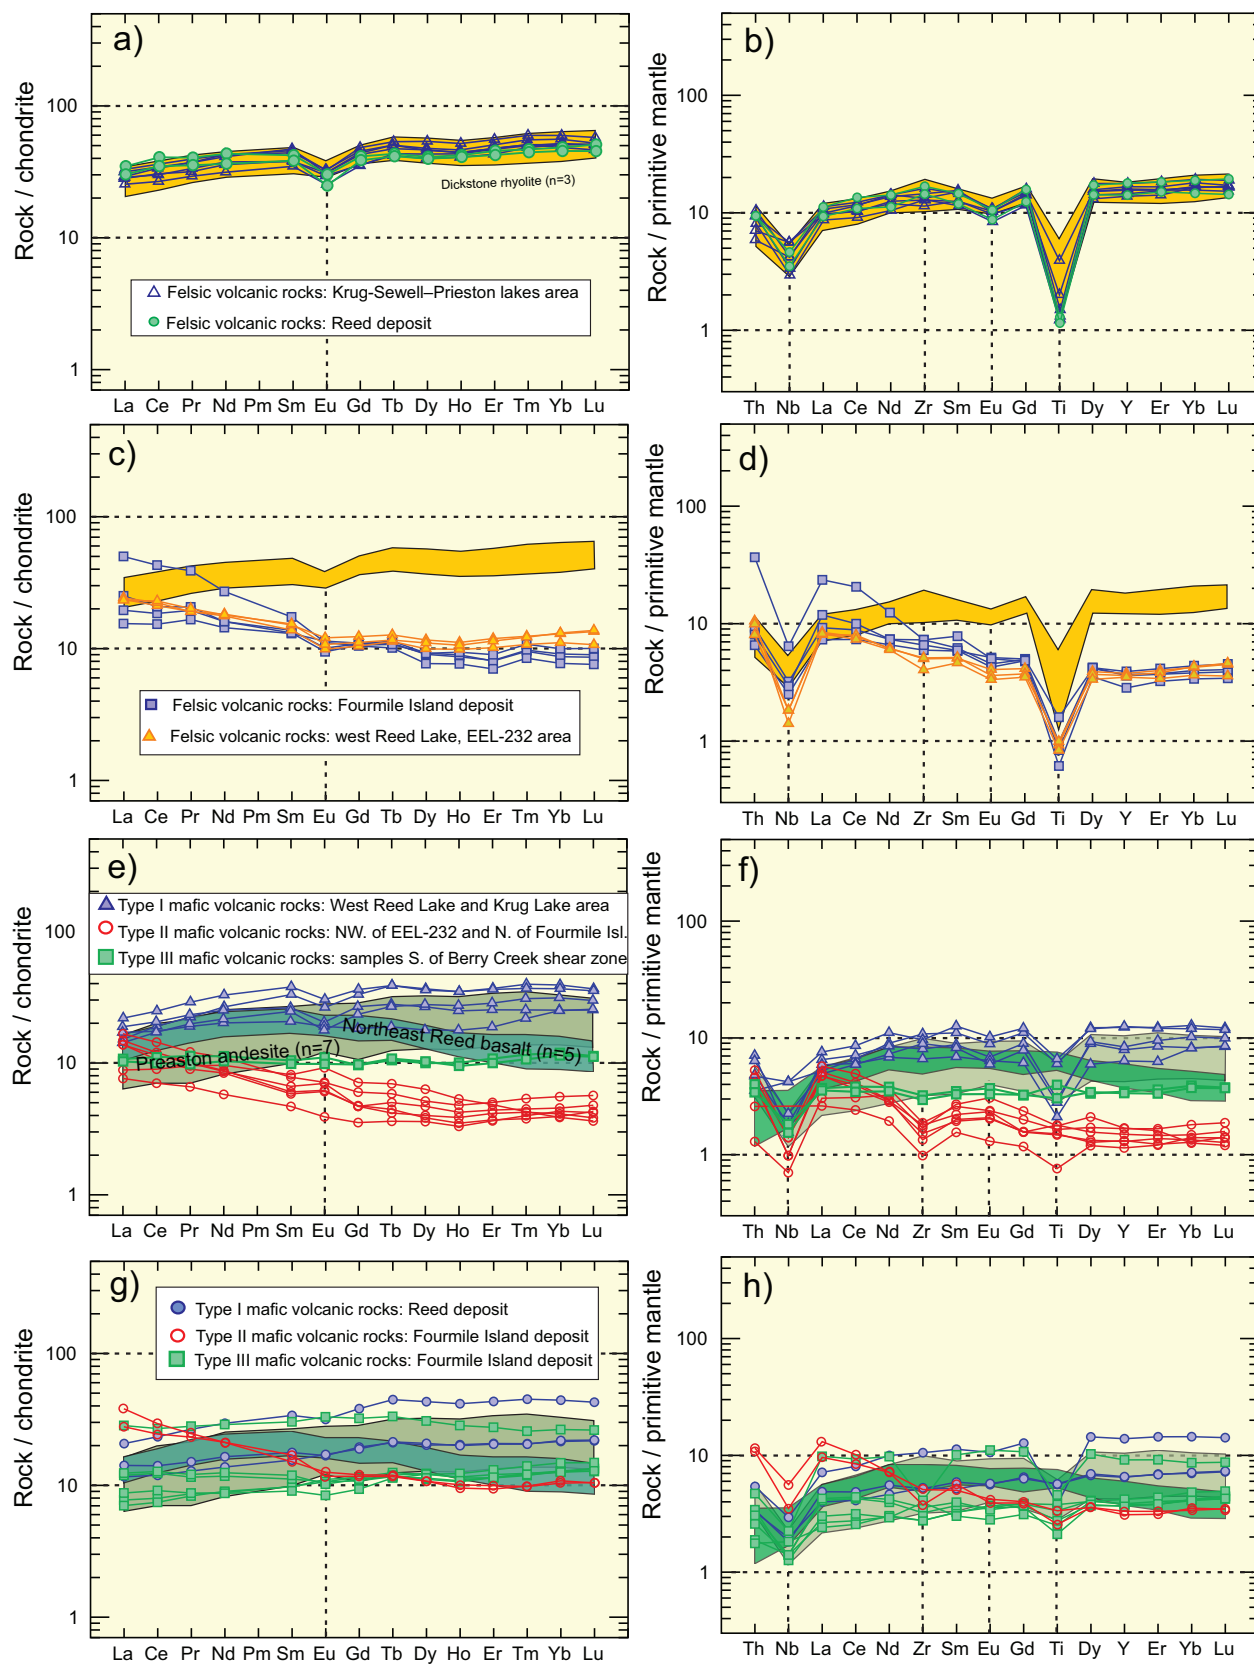 a)
Rock / chondrite
100
10
1
Dickstone rhyolite (n=3)
Felsic volcanic rocks: Krug-Sewell–Prieston lakes area
Felsic volcanic rocks: Reed deposit
La Ce Pr Nd Pm Sm Eu Gd Tb Dy Ho Er Tm Yb Lu
b)
Rock / primitive mantle
100
10
1
Th Nb La Ce Nd Zr Sm Eu Gd Ti Dy Y Er Yb Lu
c)
Rock / chondrite
100
10
1
Felsic volcanic rocks: Fourmile Island deposit
Felsic volcanic rocks: west Reed Lake, EEL-232 area
La Ce Pr Nd Pm Sm Eu Gd Tb Dy Ho Er Tm Yb Lu
d)
Rock / primitive mantle
100
10
1
Th Nb La Ce Nd Zr Sm Eu Gd Ti Dy Y Er Yb Lu
e)
Rock / chondrite
100
10
1
Type I mafic volcanic rocks: West Reed Lake and Krug Lake area
Type II mafic volcanic rocks: NW. of EEL-232 and N. of Fourmile Isl.
Type III mafic volcanic rocks: samples S. of Berry Creek shear zone
Northeast Reed basalt (n=5)
Preaston andesite (n=7)
La Ce Pr Nd Pm Sm Eu Gd Tb Dy Ho Er Tm Yb Lu
f)
Rock / primitive mantle
100
10
1
Th Nb La Ce Nd Zr Sm Eu Gd Ti Dy Y Er Yb Lu
g)
Rock / chondrite
100
10
1
Type I mafic volcanic rocks: Reed deposit
Type II mafic volcanic rocks: Fourmile Island deposit
Type III mafic volcanic rocks: Fourmile Island deposit
La Ce Pr Nd Pm Sm Eu Gd Tb Dy Ho Er Tm Yb Lu
h)
Rock / primitive mantle
100
10
1
Th Nb La Ce Nd Zr Sm Eu Gd Ti Dy Y Er Yb Lu